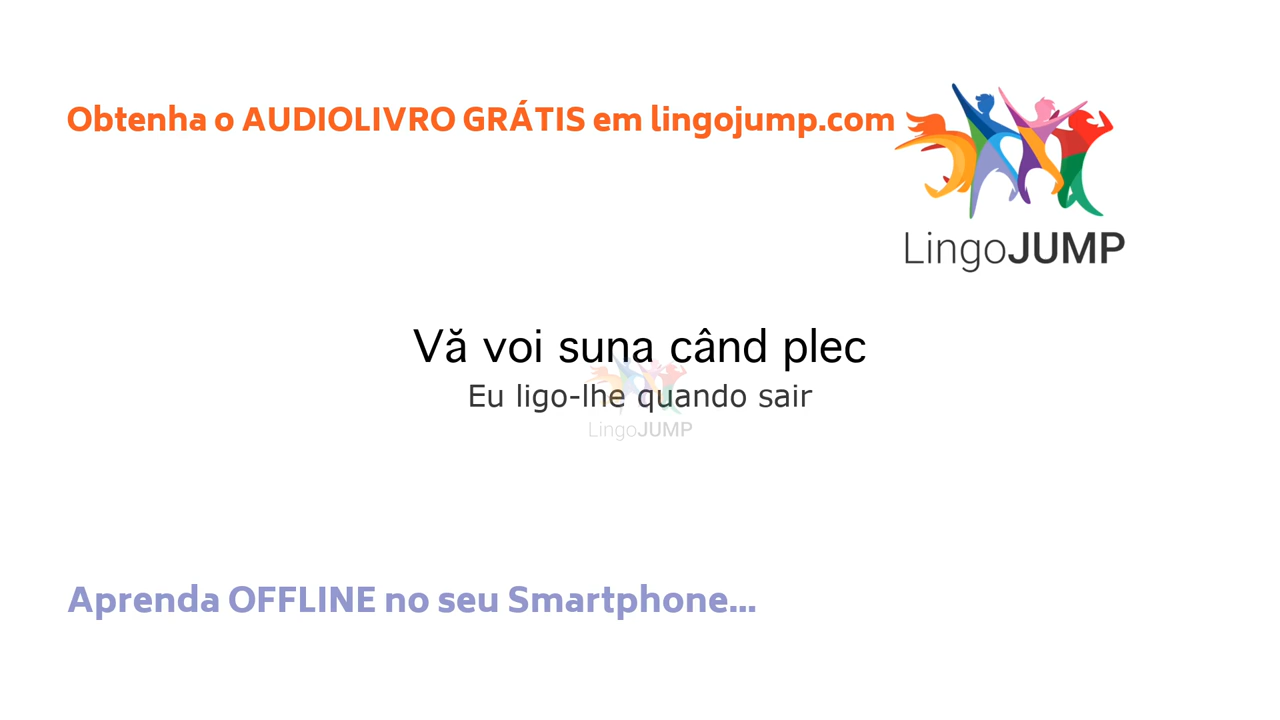 Obtenha o AUDIOLIVRO GRÁTIS em lingojump.com
LingoJUMP
Vă voi suna când plec
Eu ligo-lhe quando sair
LingoJUMP
Aprenda OFFLINE no seu Smartphone...